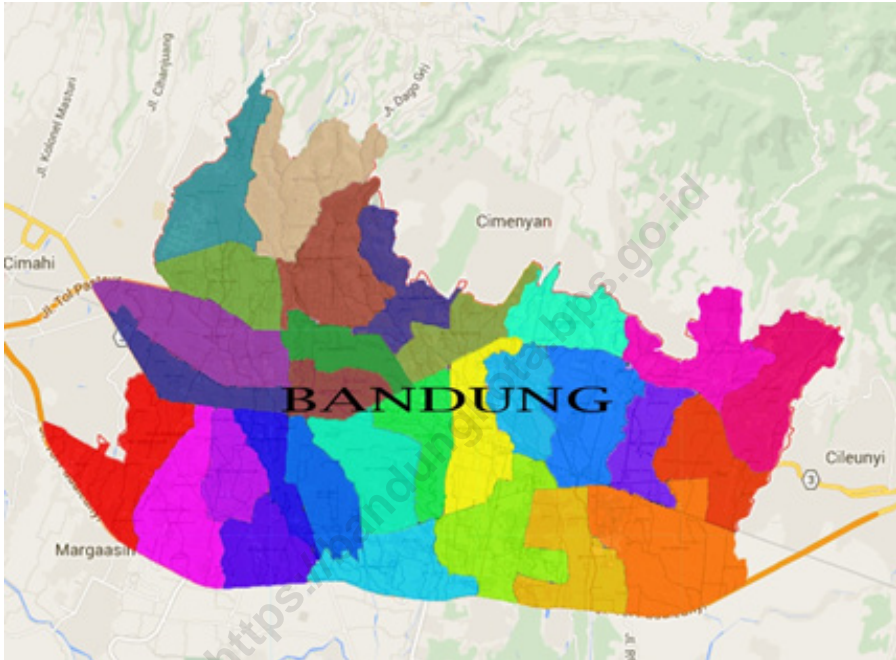 Jl. Kolonel Masturi
Jl. Cihanjuang
Jl. Dago Giri
Cimenyan
Cimahi
Jl. Tol Pasteur
BANDUNG
Cileunyi
3
Margaasih
https://bandungkota.bps.go.id